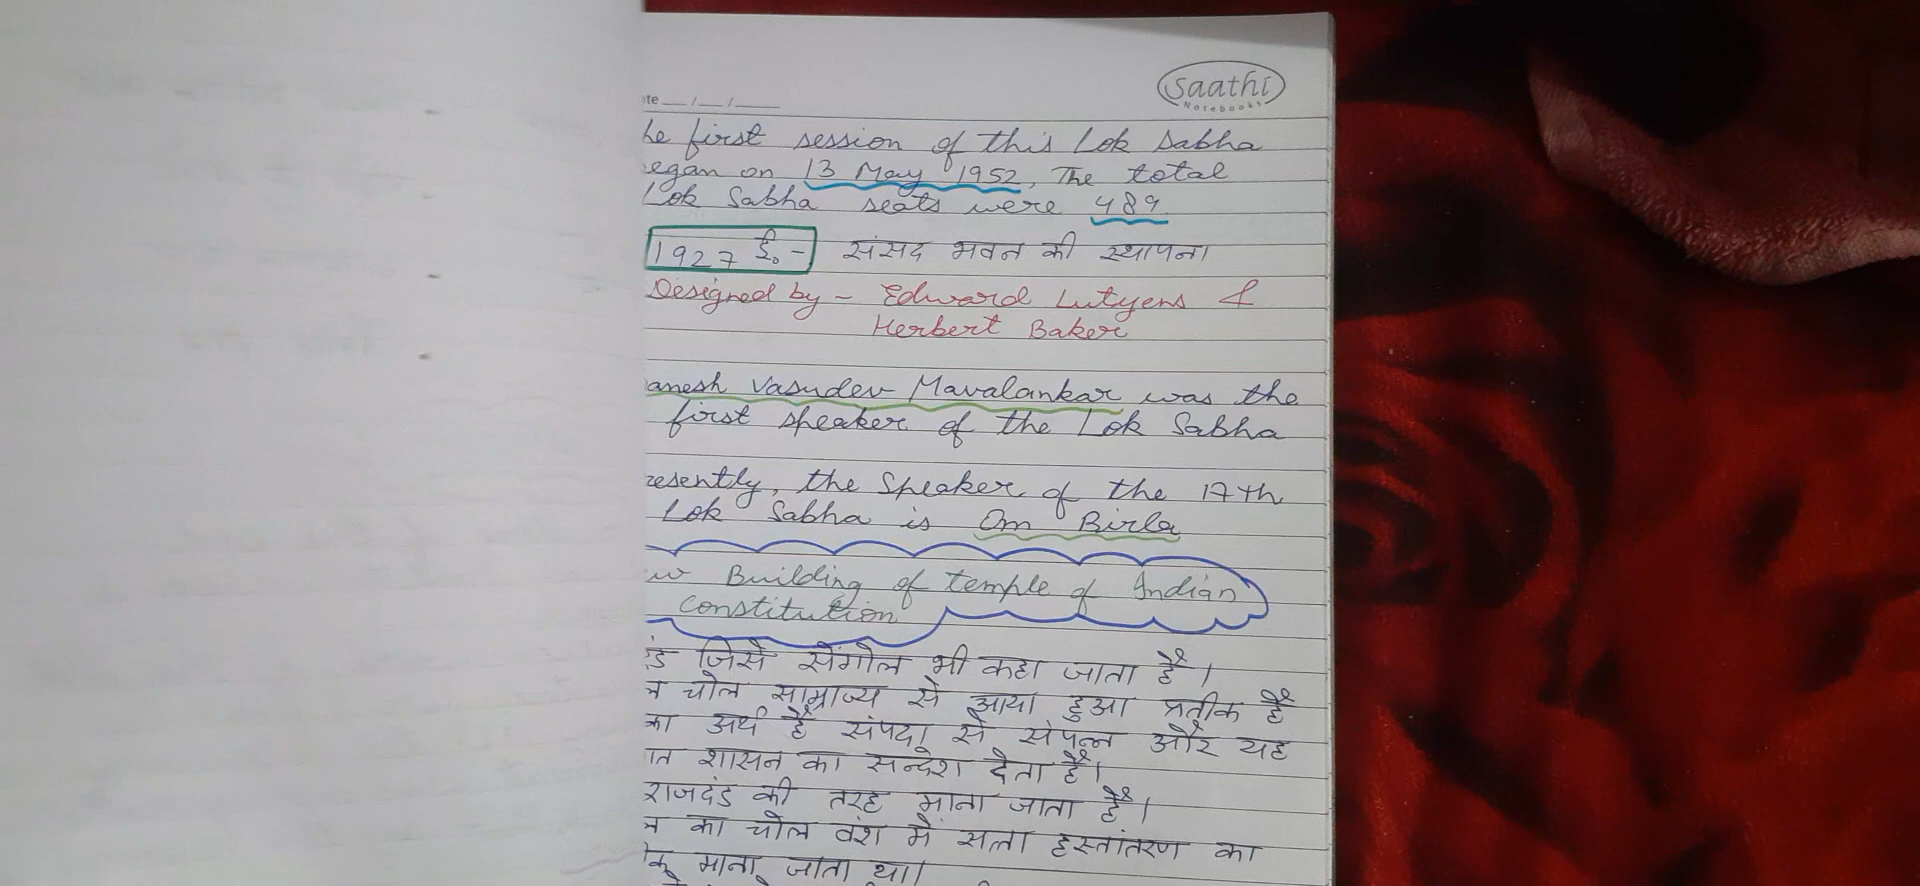 saathi
Notebooks
te __/__/____
he first session of this Lok Sabha
egan on 13 May 1952, The total
Lok Sabha seats were 489
1927 ई० - संसद भवन की स्थापना
Designed by - Edward Lutyens &
Herbert Baker
anesh Vasudev Mavalankar was the
first speaker of the Lok Sabha
resently, the Speaker of the 17th
Lok Sabha is Om Birla
w Building of temple of Indian
constitution
ंड जिसे सेंगोल भी कहा जाता है।
ल चोल साम्राज्य से आया हुआ प्रतीक है
का अर्थ है संपदा से संपन्न और यह
ात शासन का सन्देश देता है।
राजदंड की तरह माना जाता है।
ल का चोल वंश में सत्ता हस्तांतरण का
क माना जाता था।